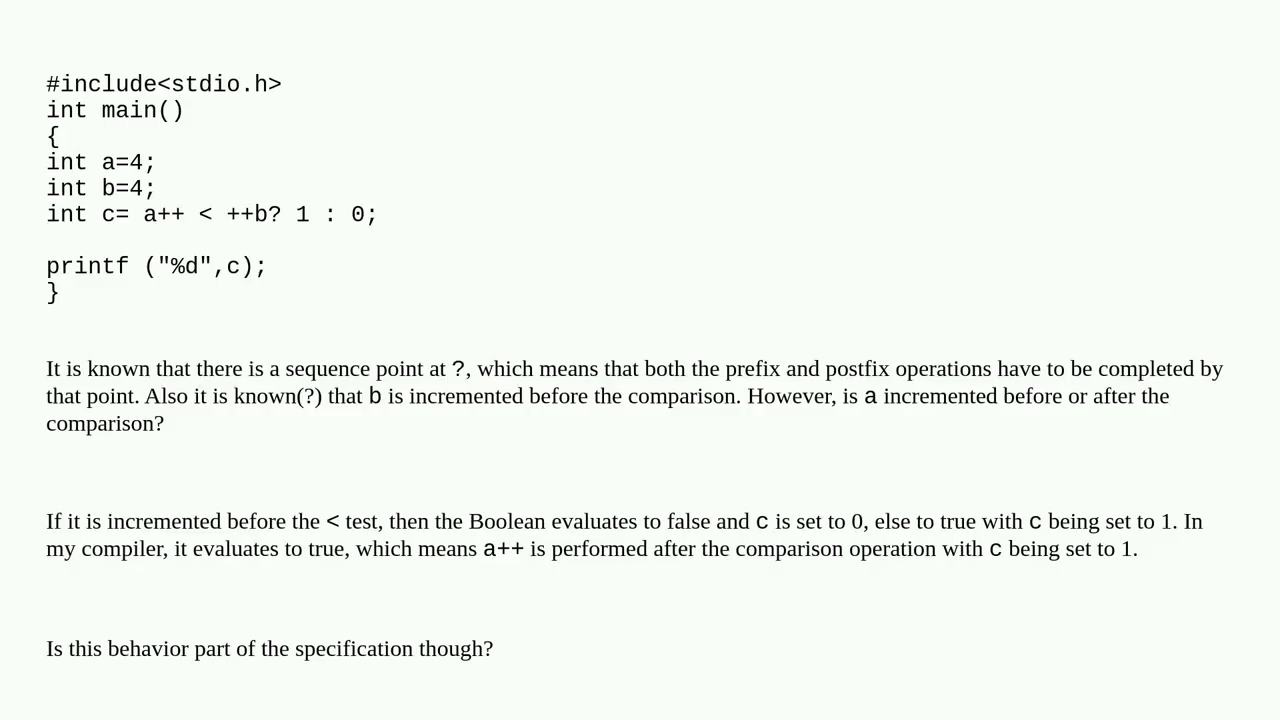 #include<stdio.h>
int main()
{
int a=4;
int b=4;
int c= a++ < ++b? 1 : 0;
printf ("%d",c);
}
It is known that there is a sequence point at ?, which means that both the prefix and postfix operations have to be completed by
that point. Also it is known(?) that b is incremented before the comparison. However, is a incremented before or after the
comparison?
If it is incremented before the < test, then the Boolean evaluates to false and c is set to 0, else to true with c being set to 1. In
my compiler, it evaluates to true, which means a++ is performed after the comparison operation with c being set to 1.
Is this behavior part of the specification though?